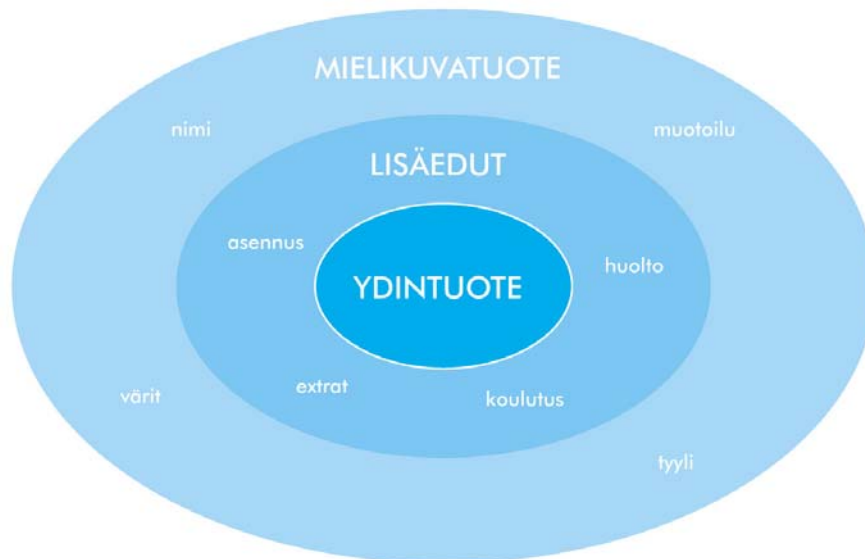 MIELIKUVATUOTE
nimi
muotoilu
LISÄEDUT
asennus
huolto
YDINTUOTE
extrat
koulutus
värit
tyyli